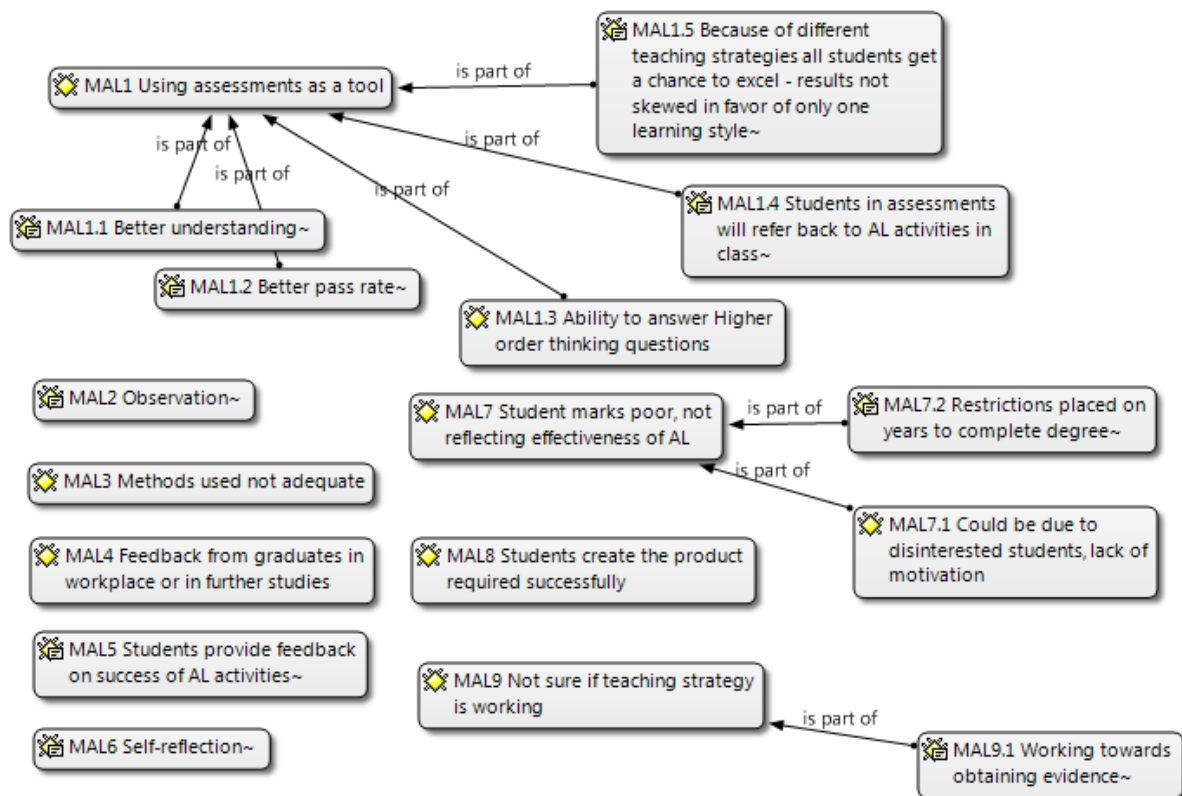 MAL1 Using assessments as a tool
is part of
MAL1.5 Because of different
teaching strategies all students get
a chance to excel - results not
skewed in favor of only one
learning style~
is part of
is part of
is part of
is part of
MAL1.4 Students in assessments
will refer back to AL activities in
class~
MAL1.1 Better understanding~
MAL1.2 Better pass rate~
MAL1.3 Ability to answer Higher
order thinking questions
MAL2 Observation~
MAL7 Student marks poor, not
reflecting effectiveness of AL
is part of
MAL7.2 Restrictions placed on
years to complete degree~
is part of
MAL3 Methods used not adequate
MAL7.1 Could be due to
disinterested students, lack of
motivation
MAL4 Feedback from graduates in
workplace or in further studies
MAL8 Students create the product
required successfully
MAL5 Students provide feedback
on success of AL activities~
MAL9 Not sure if teaching strategy
is working
is part of
MAL6 Self-reflection~
MAL9.1 Working towards
obtaining evidence~